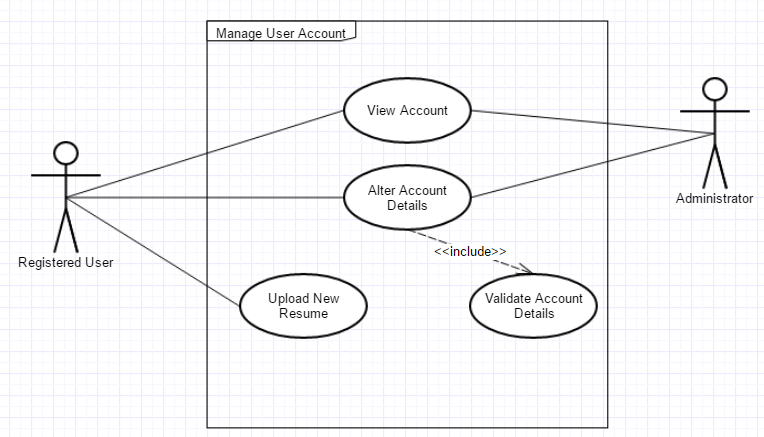 Manage User Account
View Account
Alter Account
Details
Administrator
<<include>>
Registered User
Upload New
Resume
Validate Account
Details